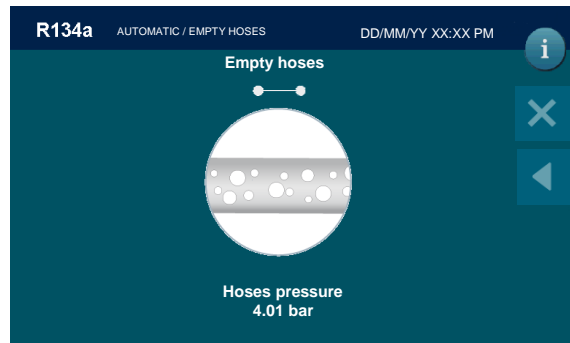 R134a AUTOMATIC / EMPTY HOSES DD/MM/YY XX:XX PM
i
Empty hoses
Hoses pressure
4.01 bar